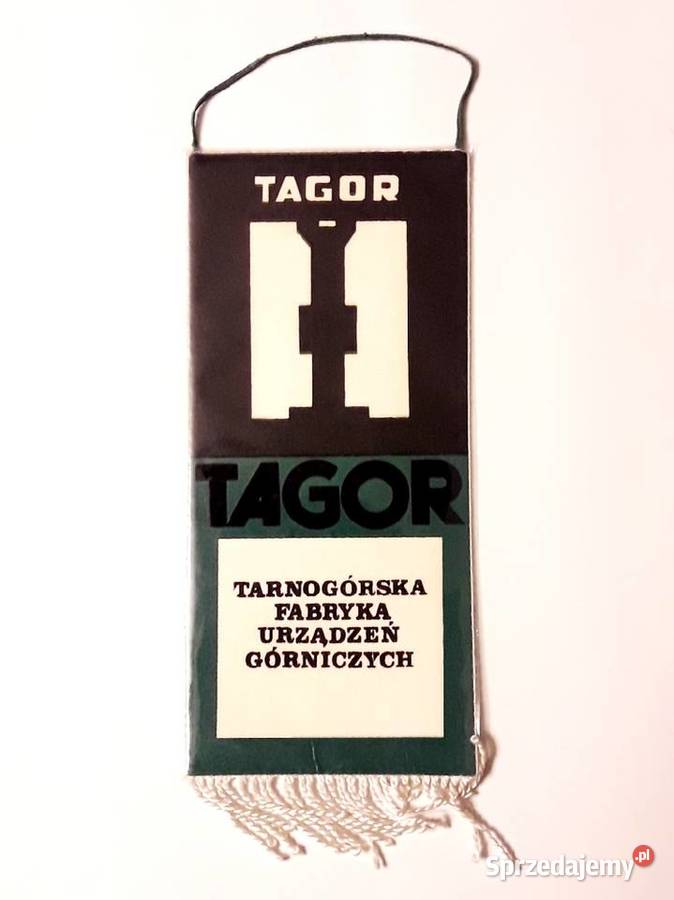 TAGOR
TAGOR
TARNOGÓRSKA
FABRYKA
URZĄDZEŃ
GÓRNICZYCH
Sprzedajemy.pl